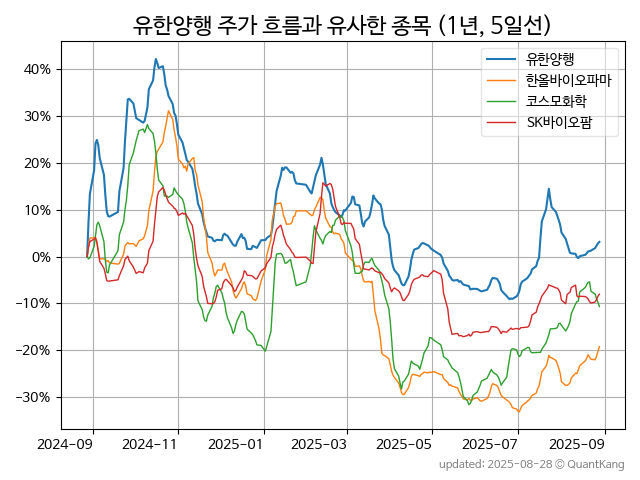 유한양행 주가 흐름과 유사한 종목 (1년, 5일선)
유한양행
한올바이오파마
코스모화학
SK바이오팜
40%
30%
20%
10%
0%
-10%
-20%
-30%
2024-09
2024-11
2025-01
2025-03
2025-05
2025-07
2025-09
updated: 2025-08-28 © QuantKang